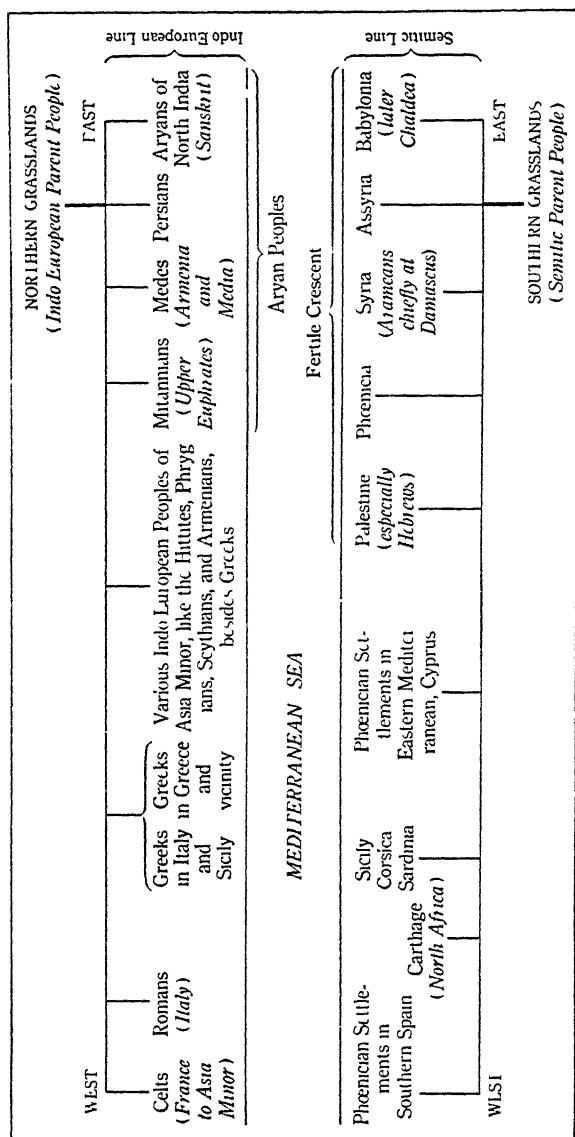 NORTHERN GRASSLANDS
(Indo European Parent People)
WEST
EAST
Celts
(France
to Asia
Minor)
Romans
(Italy)
Greeks
in Italy
and
Sicily
Greeks
in Greece
and
vicinity
Various Indo European Peoples of
Asia Minor, like the Hittites, Phryg
ians, Scythians, and Armenians,
besides Greeks
Mitannians
(Upper
Euphrates)
Medes
(Armenia
and
Media)
Persians
Aryans of
North India
(Sanskrit)
Indo European Line
Aryan Peoples
MEDITERRANEAN SEA
Fertile Crescent
Phœnician Settle-
ments in
Southern Spain
Carthage
(North Africa)
Sicily
Corsica
Sardinia
Phœnician Set-
tlements in
Eastern Mediter
ranean, Cyprus
Palestine
(especially
Hebrews)
Phœnicia
Syria
(Arameans
chiefly at
Damascus)
Assyria
Babylonia
(later
Chaldea)
Semitic Line
WEST
EAST
SOUTHERN GRASSLANDS
(Semitic Parent People)